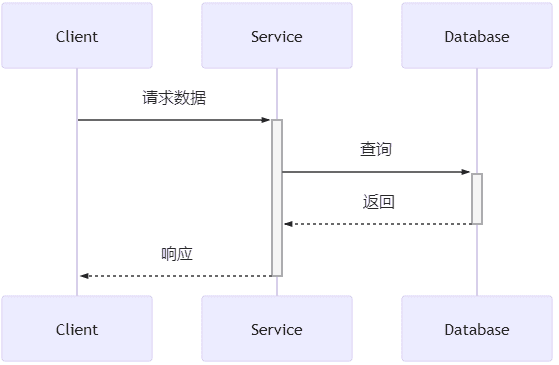 Client
Service
Database
请求数据
查询
返回
响应
Client
Service
Database